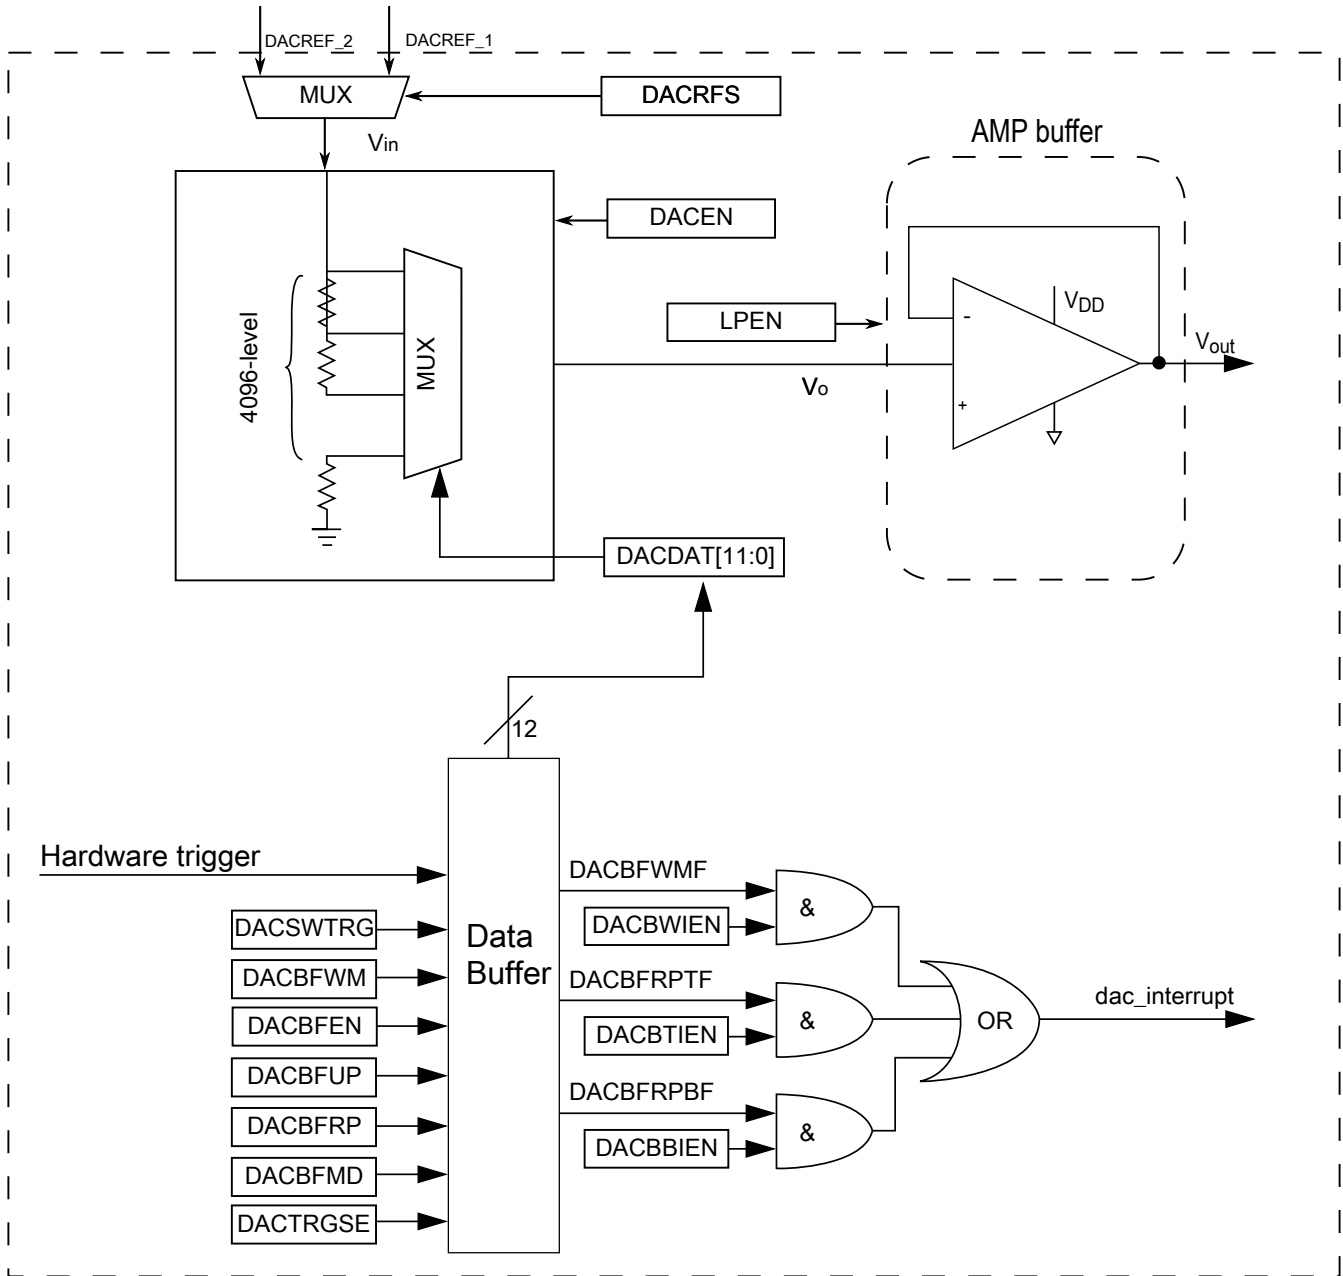 DACREF_2
DACREF_1
MUX
DACRFS
Vin
AMP buffer
DACEN
LPEN
VDD
4096-level
MUX
-
+
Vo
Vout
DACDAT[11:0]
12
Hardware trigger
DACSWTRG
DACBFWM
DACBFEN
DACBFUP
DACBFRP
DACBFMD
DACTRGSE
Data
Buffer
DACBFWMF
DACBWIEN
&
DACBFRPTF
DACBTIEN
&
DACBFRPBF
DACBBIEN
&
OR
dac_interrupt